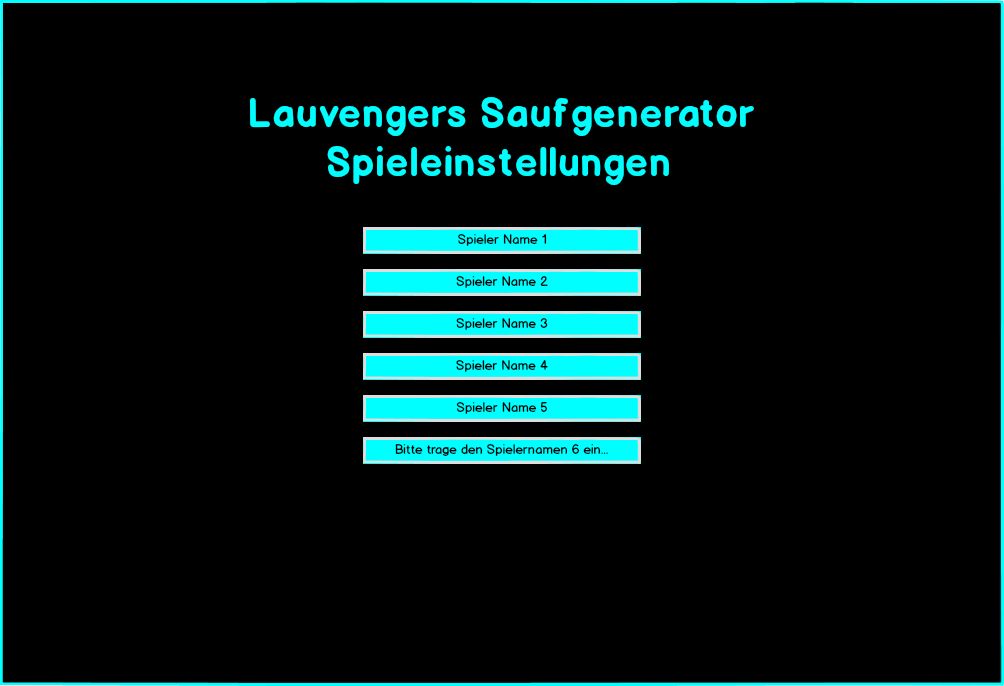 Lauvengers Saufgenerator
Spieleinstellungen
Spieler Name 1
Spieler Name 2
Spieler Name 3
Spieler Name 4
Spieler Name 5
Bitte trage den Spielernamen 6 ein...